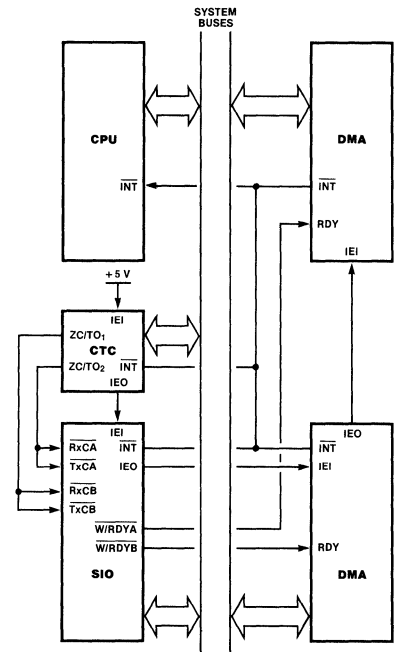 SYSTEM
BUSES
CPU
INT
DMA
INT
RDY
IEI
+5 V
IEI
ZC/TO1
CTC
ZC/TO2
INT
IEO
IEI
RxCA
INT
TxCA
IEO
RxCB
TxCB
W/RDYA
W/RDYB
SIO
IEO
INT
IEI
RDY
DMA